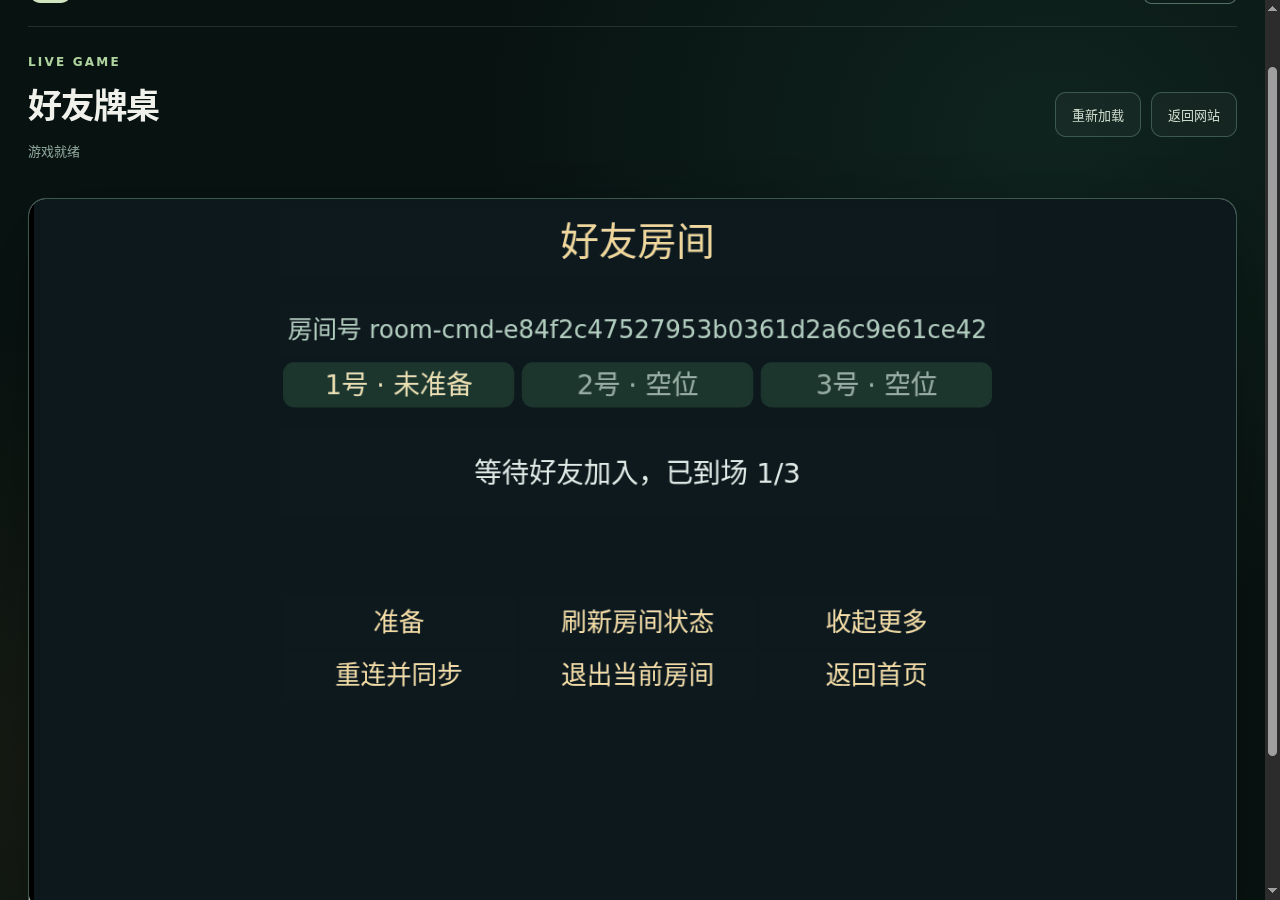 LIVE GAME
好友牌桌
重新加载 返回网站
游戏就绪
好友房间
房间号 room-cmd-e84f2c47527953b0361d2a6c9e61ce42
1号 · 未准备 2号 · 空位 3号 · 空位
等待好友加入，已到场 1/3
准备 刷新房间状态 收起更多
重连并同步 退出当前房间 返回首页